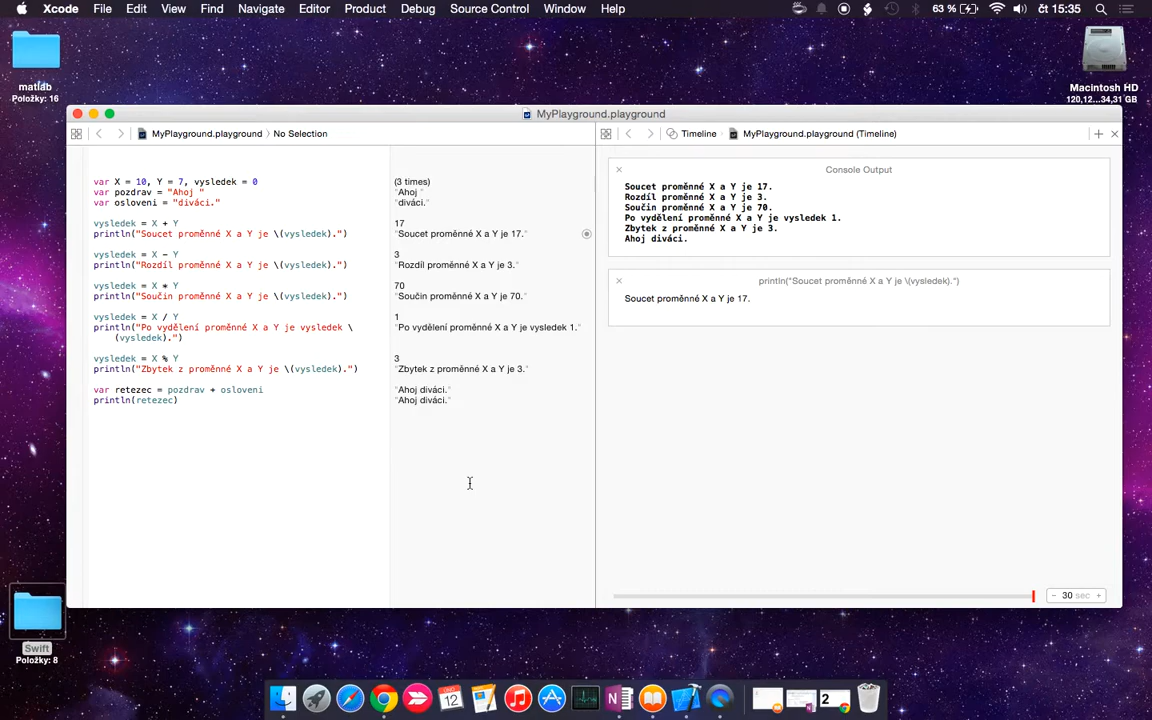 Xcode File Edit View Find Navigate Editor Product Debug Source Control Window Help 63 % čt 15:35
matlab
Položky: 16
Macintosh HD
120,12...34,31 GB
MyPlayground.playground
MyPlayground.playground 〉 No Selection
Timeline 〉 MyPlayground.playground (Timeline)
var X = 10, Y = 7, vysledek = 0
var pozdrav = "Ahoj "
var osloveni = "diváci."
vysledek = X + Y
println("Soucet proměnné X a Y je \(vysledek).")
vysledek = X - Y
println("Rozdíl proměnné X a Y je \(vysledek).")
vysledek = X * Y
println("Součin proměnné X a Y je \(vysledek).")
vysledek = X / Y
println("Po vydělení proměnné X a Y je vysledek \
(vysledek).")
vysledek = X % Y
println("Zbytek z proměnné X a Y je \(vysledek).")
var retezec = pozdrav + osloveni
println(retezec)
(3 times)
"Ahoj "
"diváci."
17
"Soucet proměnné X a Y je 17."
3
"Rozdíl proměnné X a Y je 3."
70
"Součin proměnné X a Y je 70."
1
"Po vydělení proměnné X a Y je vysledek 1."
3
"Zbytek z proměnné X a Y je 3."
"Ahoj diváci."
"Ahoj diváci."
Console Output
Soucet proměnné X a Y je 17.
Rozdíl proměnné X a Y je 3.
Součin proměnné X a Y je 70.
Po vydělení proměnné X a Y je vysledek 1.
Zbytek z proměnné X a Y je 3.
Ahoj diváci.
println("Soucet proměnné X a Y je \(vysledek).")
Soucet proměnné X a Y je 17.
- 30 sec +
Swift
Položky: 8
12
2